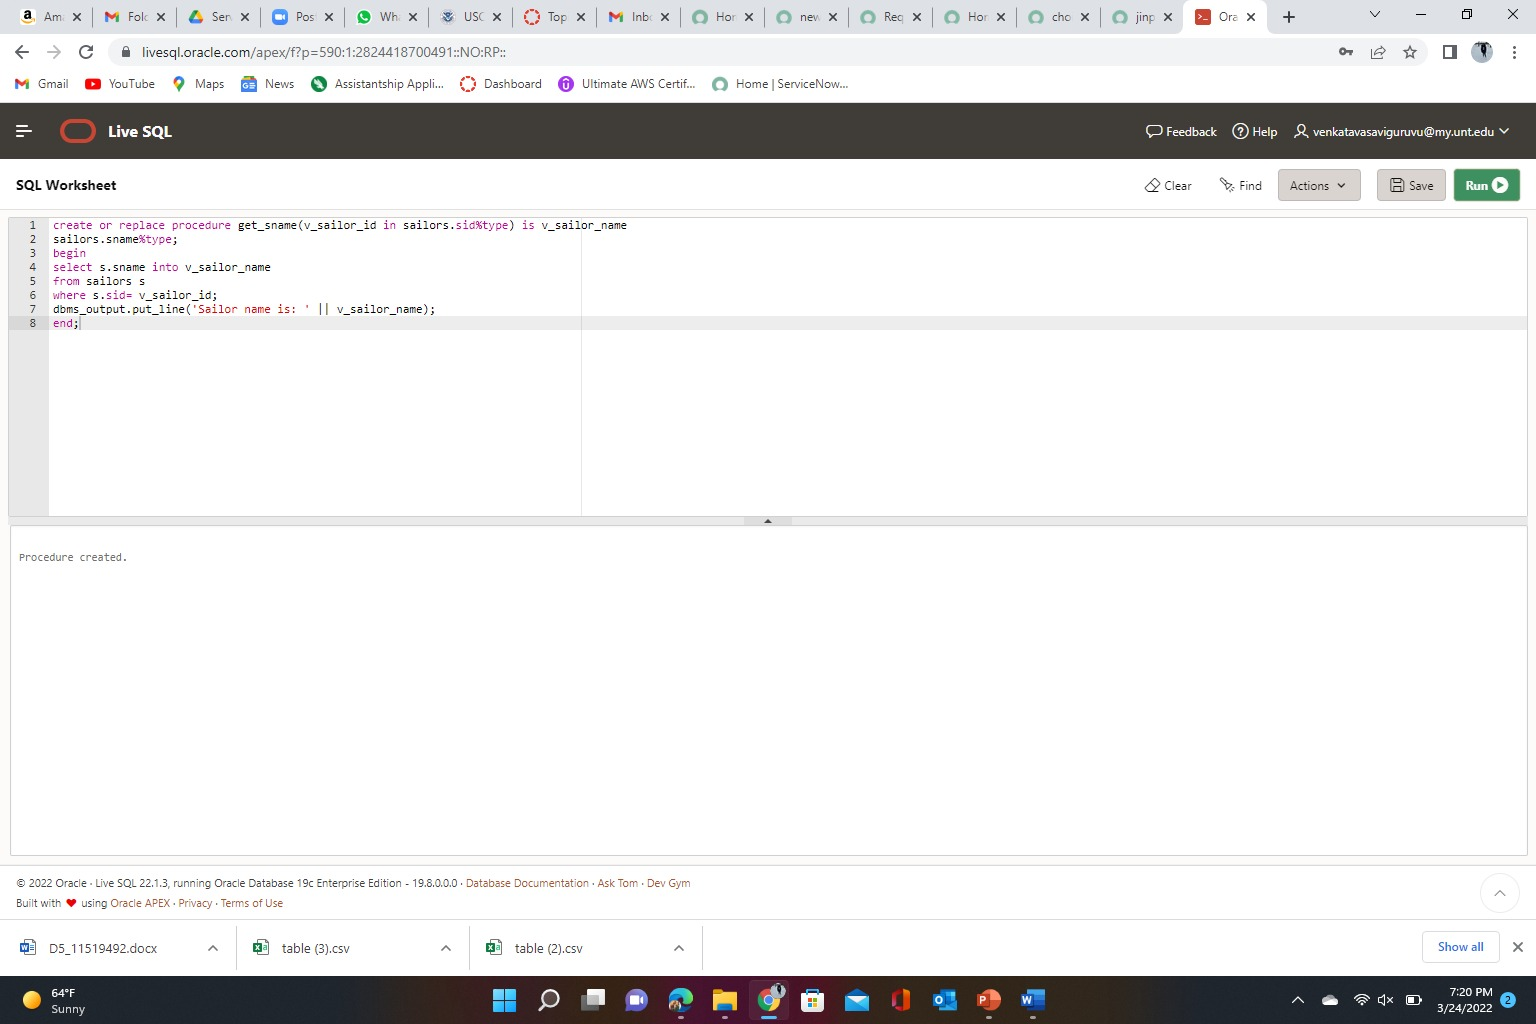 Am
Folc
Ser
Pos
Wh
USC
Top
Inbc
Hor
new
Req
Hor
cho
jinp
Ora
livesql.oracle.com/apex/f?p=590:1:2824418700491::NO:RP::
Gmail
YouTube
Maps
News
Assistantship Appli...
Dashboard
Ultimate AWS Certif...
Home | ServiceNow...
Live SQL
Feedback
Help
venkatavasaviguruvu@my.unt.edu
SQL Worksheet
Clear
Find
Actions
Save
Run
1 create or replace procedure get_sname(v_sailor_id in sailors.sid%type) is v_sailor_name
2 sailors.sname%type;
3 begin
4 select s.sname into v_sailor_name
5 from sailors s
6 where s.sid= v_sailor_id;
7 dbms_output.put_line('Sailor name is: ' || v_sailor_name);
8 end;
Procedure created.
© 2022 Oracle · Live SQL 22.1.3, running Oracle Database 19c Enterprise Edition - 19.8.0.0.0 · Database Documentation · Ask Tom · Dev Gym
Built with ♥ using Oracle APEX · Privacy · Terms of Use
D5_11519492.docx
table (3).csv
table (2).csv
Show all
64°F
Sunny
7:20 PM
3/24/2022
2